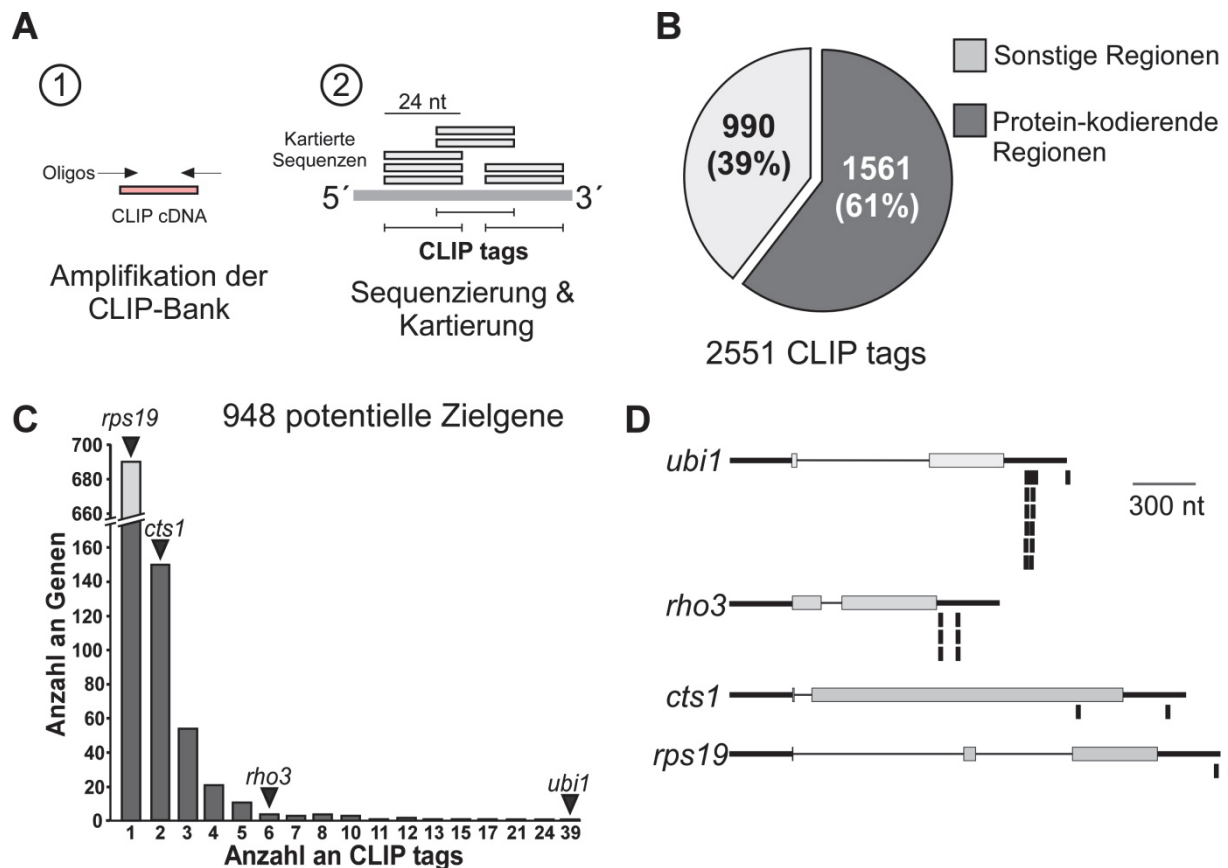 A
1
Oligos
CLIP cDNA
Amplifikation der
CLIP-Bank
2
24 nt
Kartierte
Sequenzen
5´
3´
CLIP tags
Sequenzierung &
Kartierung
B
990
(39%)
1561
(61%)
Sonstige Regionen
Protein-kodierende
Regionen
2551 CLIP tags
C
948 potentielle Zielgene
rps19
cts1
rho3
ubi1
Anzahl an Genen
700
680
660
160
140
120
100
80
60
40
20
0
1 2 3 4 5 6 7 8 10 11 12 13 15 17 21 24 39
Anzahl an CLIP tags
D
ubi1
300 nt
rho3
cts1
rps19